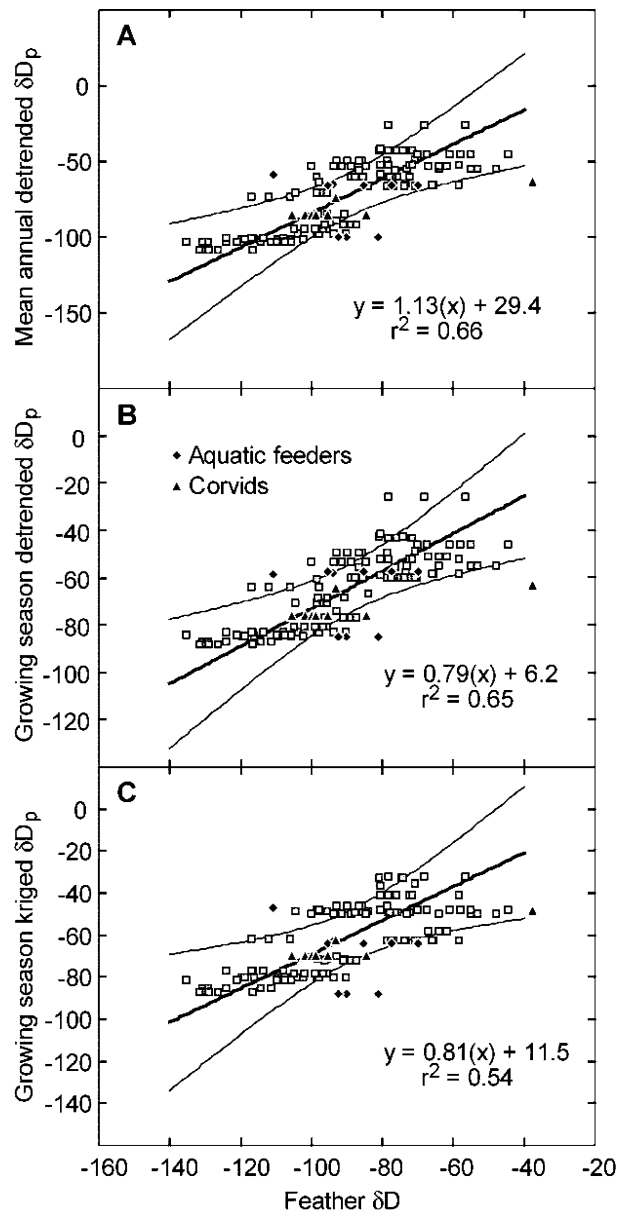 A
Mean annual detrended δDp
0
-50
-100
-150
y = 1.13(x) + 29.4
r2 = 0.66
B
Growing season detrended δDp
0
-20
-40
-60
-80
-100
-120
Aquatic feeders
Corvids
y = 0.79(x) + 6.2
r2 = 0.65
C
Growing season kriged δDp
0
-20
-40
-60
-80
-100
-120
-140
y = 0.81(x) + 11.5
r2 = 0.54
-160 -140 -120 -100 -80 -60 -40 -20
Feather δD